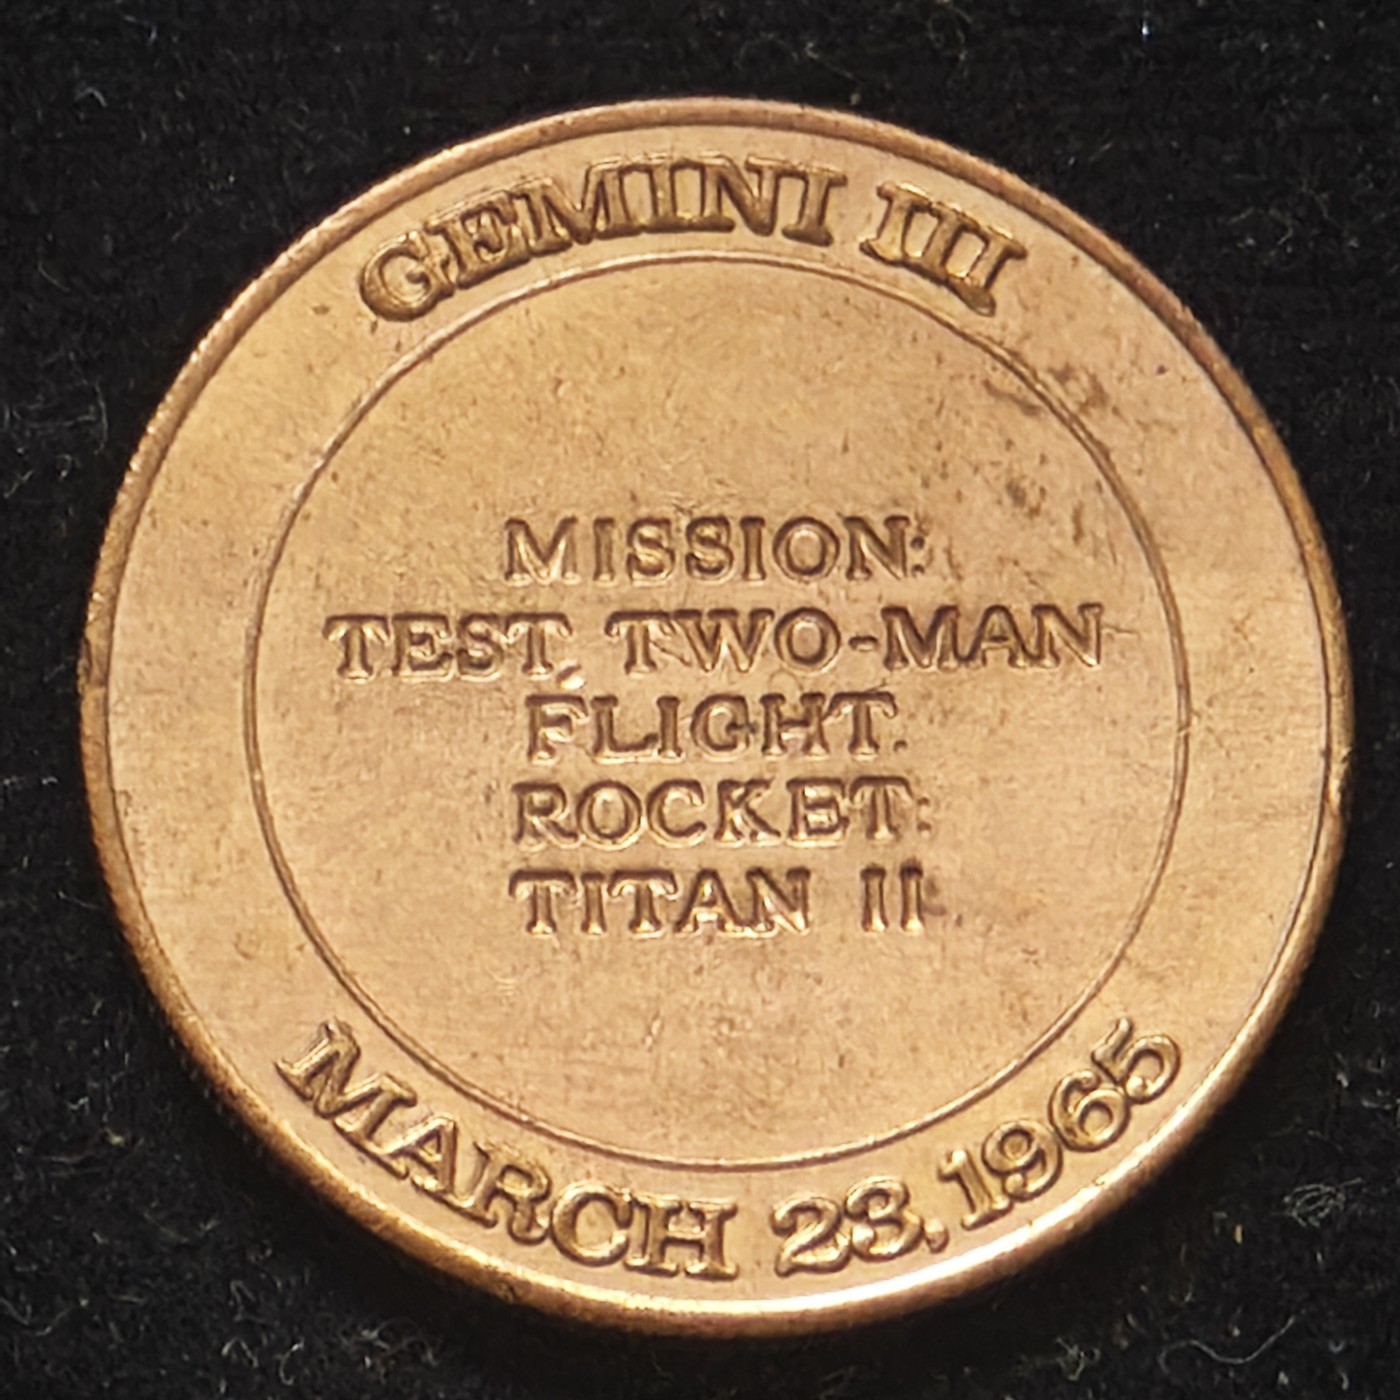 GEMINI III
MISSION:
TEST TWO-MAN
FLIGHT.
ROCKET:
TITAN II
MARCH 23, 1965